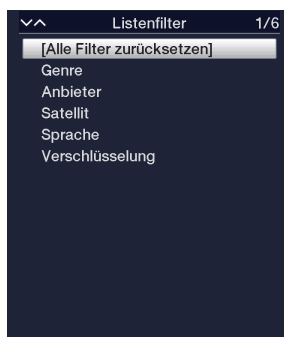 Listenfilter 1/6
[Alle Filter zurücksetzen]
Genre
Anbieter
Satellit
Sprache
Verschlüsselung